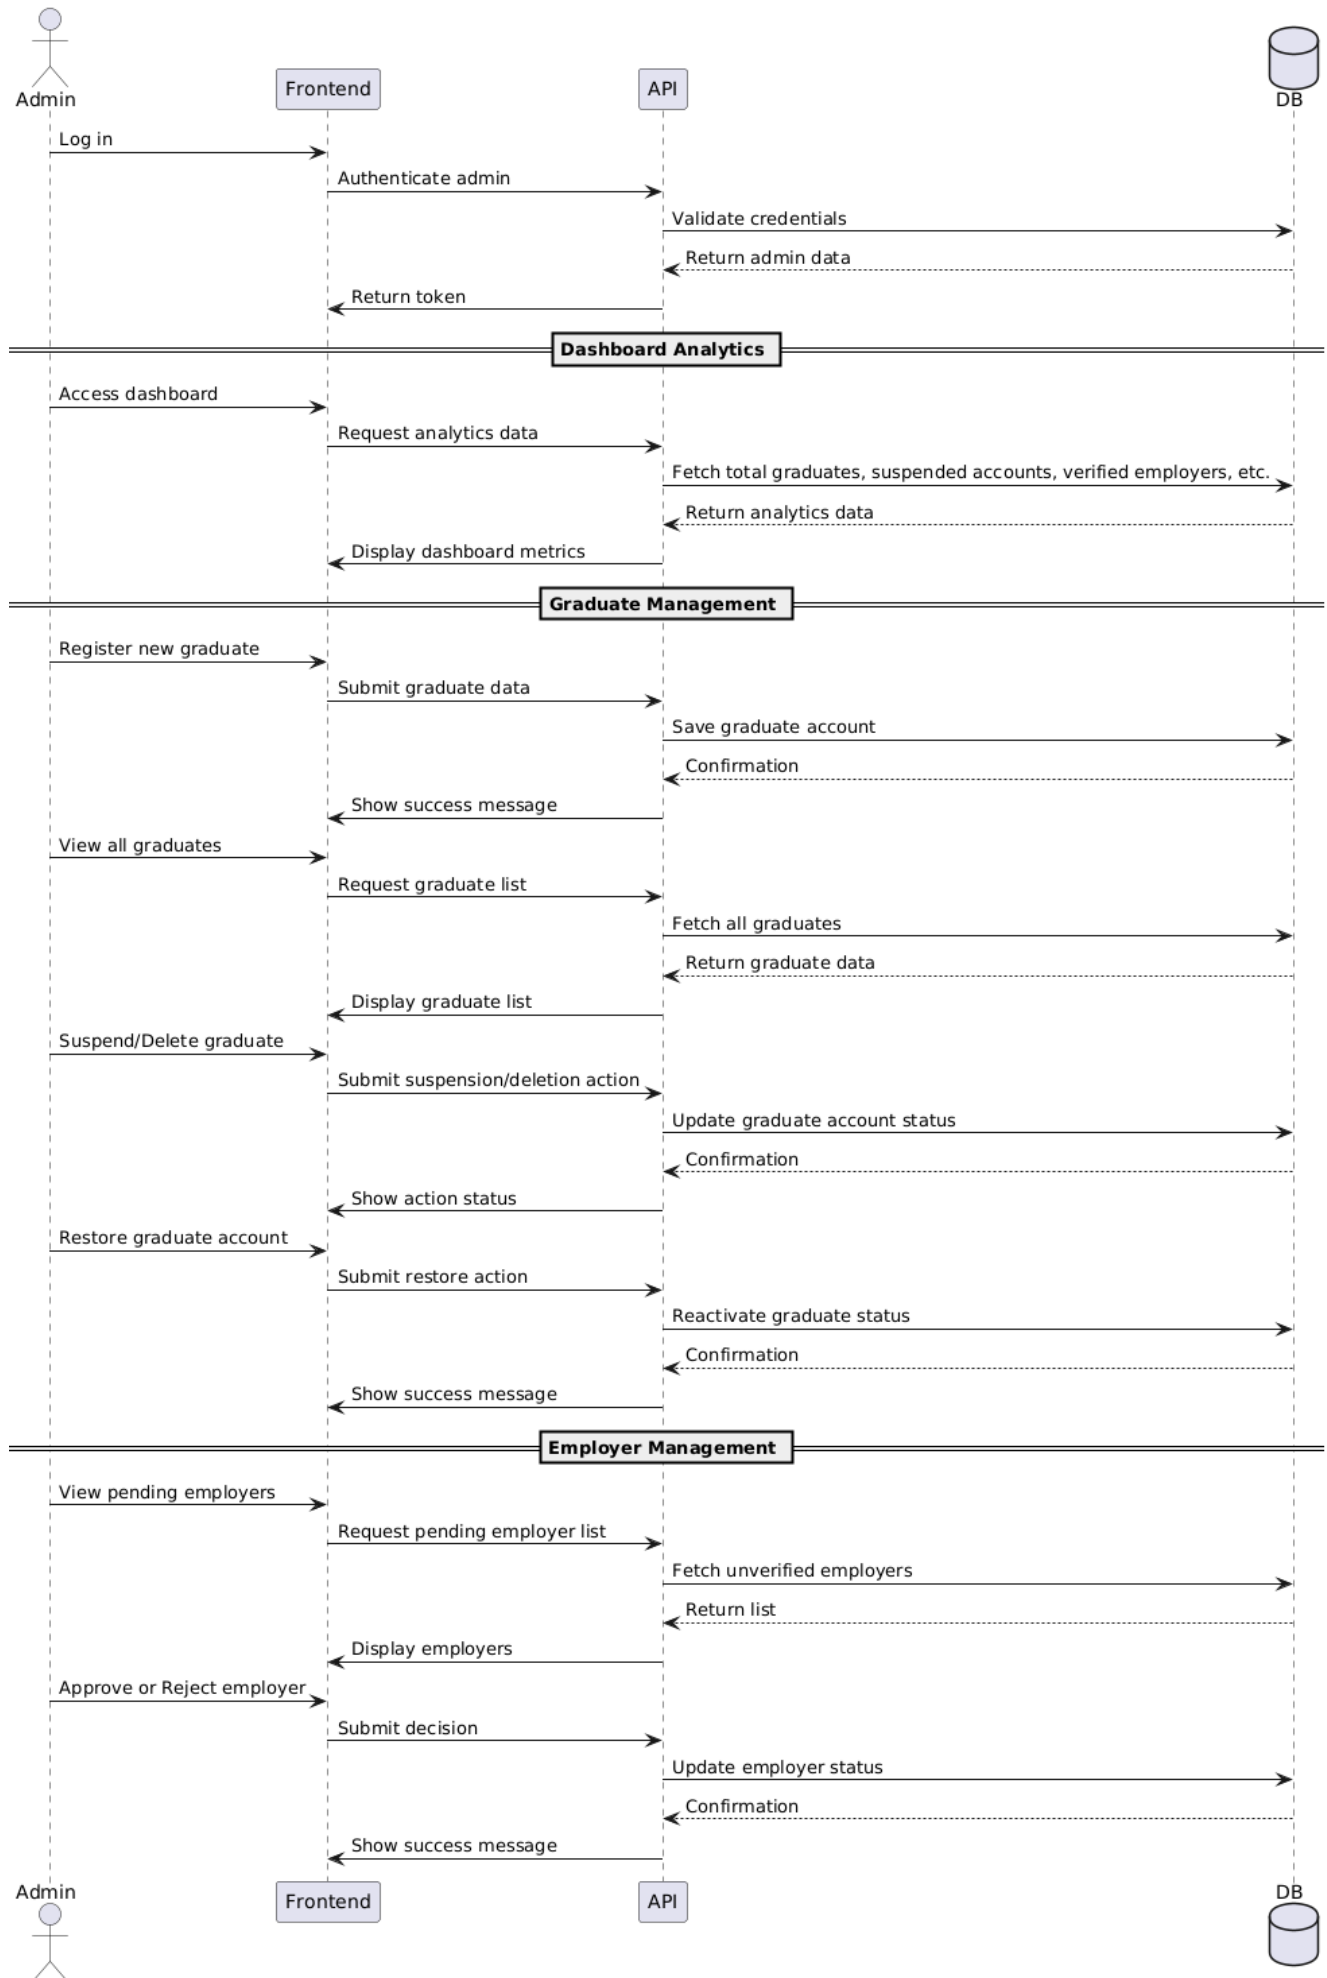 Admin
Frontend
API
DB
Log in
Authenticate admin
Validate credentials
Return admin data
Return token
Dashboard Analytics
Access dashboard
Request analytics data
Fetch total graduates, suspended accounts, verified employers, etc.
Return analytics data
Display dashboard metrics
Graduate Management
Register new graduate
Submit graduate data
Save graduate account
Confirmation
Show success message
View all graduates
Request graduate list
Fetch all graduates
Return graduate data
Display graduate list
Suspend/Delete graduate
Submit suspension/deletion action
Update graduate account status
Confirmation
Show action status
Restore graduate account
Submit restore action
Reactivate graduate status
Confirmation
Show success message
Employer Management
View pending employers
Request pending employer list
Fetch unverified employers
Return list
Display employers
Approve or Reject employer
Submit decision
Update employer status
Confirmation
Show success message
Admin
Frontend
API
DB